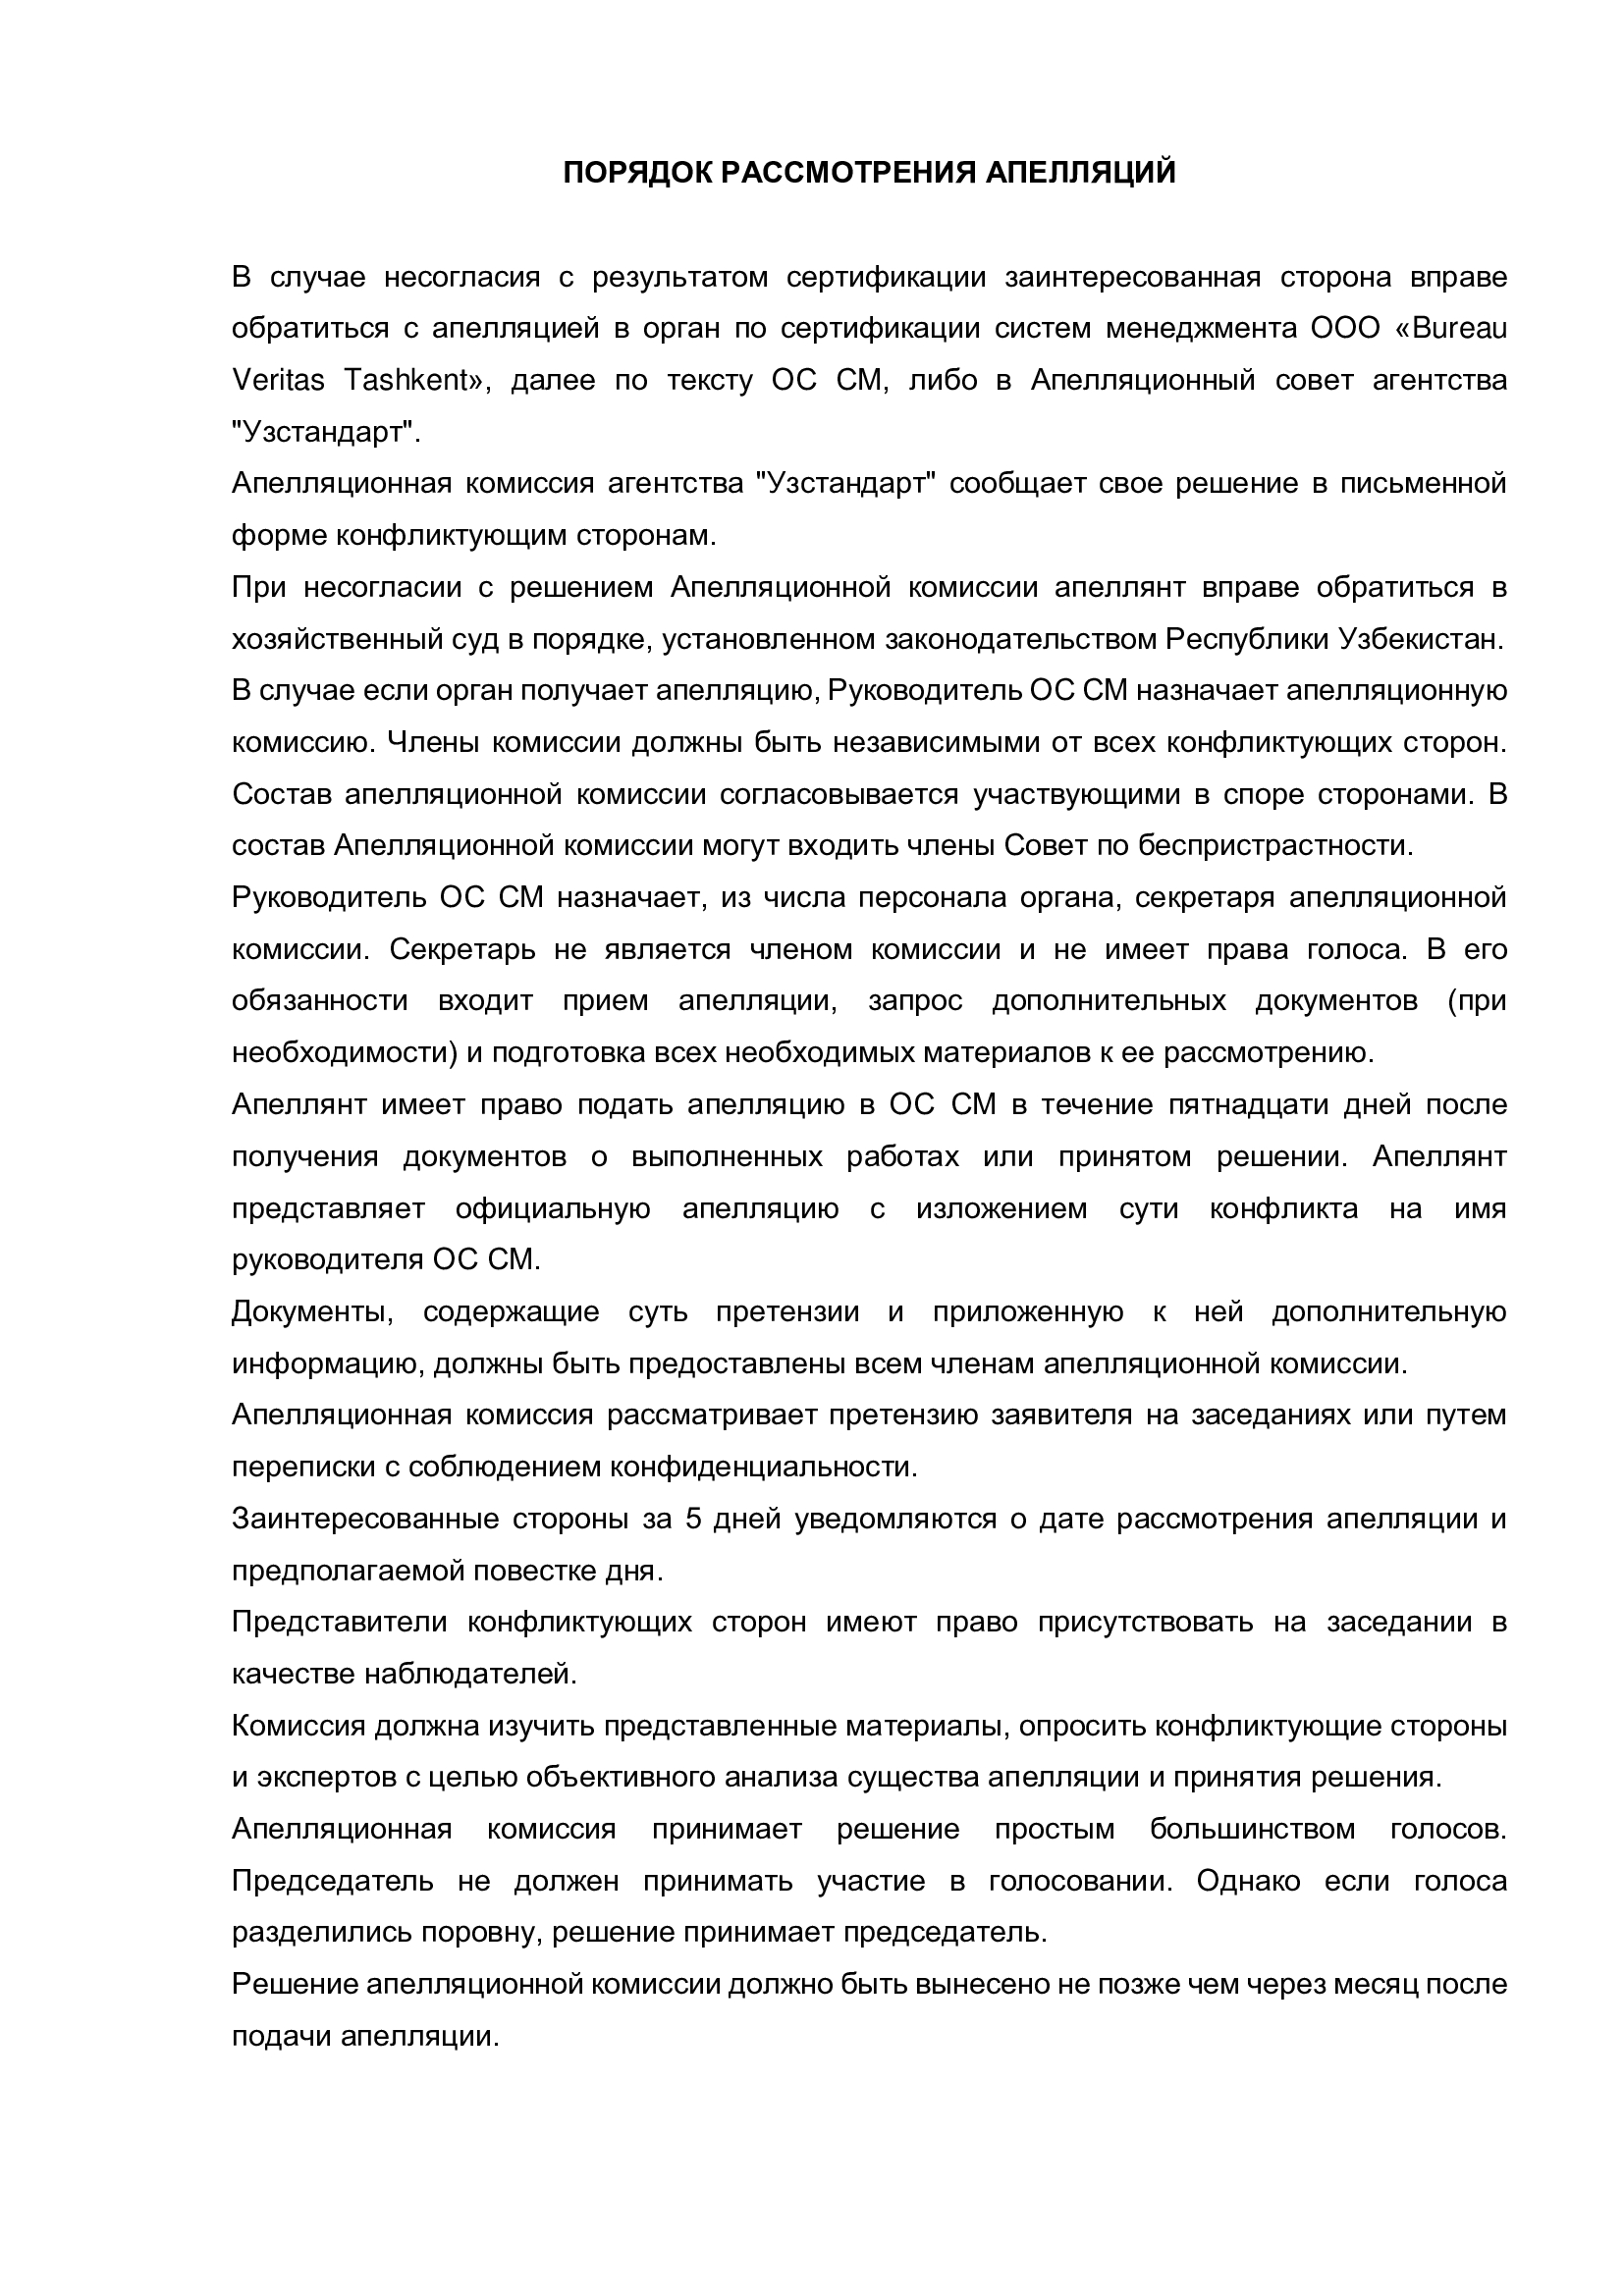 ПОРЯДОК РАССМОТРЕНИЯ АПЕЛЛЯЦИЙ
В случае несогласия с результатом сертификации заинтересованная сторона вправе
обратиться с апелляцией в орган по сертификации систем менеджмента ООО «Bureau
Veritas Tashkent», далее по тексту ОС СМ, либо в Апелляционный совет агентства
"Узстандарт".
Апелляционная комиссия агентства "Узстандарт" сообщает свое решение в письменной
форме конфликтующим сторонам.
При несогласии с решением Апелляционной комиссии апеллянт вправе обратиться в
хозяйственный суд в порядке, установленном законодательством Республики Узбекистан.
В случае если орган получает апелляцию, Руководитель ОС СМ назначает апелляционную
комиссию. Члены комиссии должны быть независимыми от всех конфликтующих сторон.
Состав апелляционной комиссии согласовывается участвующими в споре сторонами. В
состав Апелляционной комиссии могут входить члены Совет по беспристрастности.
Руководитель ОС СМ назначает, из числа персонала органа, секретаря апелляционной
комиссии. Секретарь не является членом комиссии и не имеет права голоса. В его
обязанности входит прием апелляции, запрос дополнительных документов (при
необходимости) и подготовка всех необходимых материалов к ее рассмотрению.
Апеллянт имеет право подать апелляцию в ОС СМ в течение пятнадцати дней после
получения документов о выполненных работах или принятом решении. Апеллянт
представляет официальную апелляцию с изложением сути конфликта на имя
руководителя ОС СМ.
Документы, содержащие суть претензии и приложенную к ней дополнительную
информацию, должны быть предоставлены всем членам апелляционной комиссии.
Апелляционная комиссия рассматривает претензию заявителя на заседаниях или путем
переписки с соблюдением конфиденциальности.
Заинтересованные стороны за 5 дней уведомляются о дате рассмотрения апелляции и
предполагаемой повестке дня.
Представители конфликтующих сторон имеют право присутствовать на заседании в
качестве наблюдателей.
Комиссия должна изучить представленные материалы, опросить конфликтующие стороны
и экспертов с целью объективного анализа существа апелляции и принятия решения.
Апелляционная комиссия принимает решение простым большинством голосов.
Председатель не должен принимать участие в голосовании. Однако если голоса
разделились поровну, решение принимает председатель.
Решение апелляционной комиссии должно быть вынесено не позже чем через месяц после
подачи апелляции.